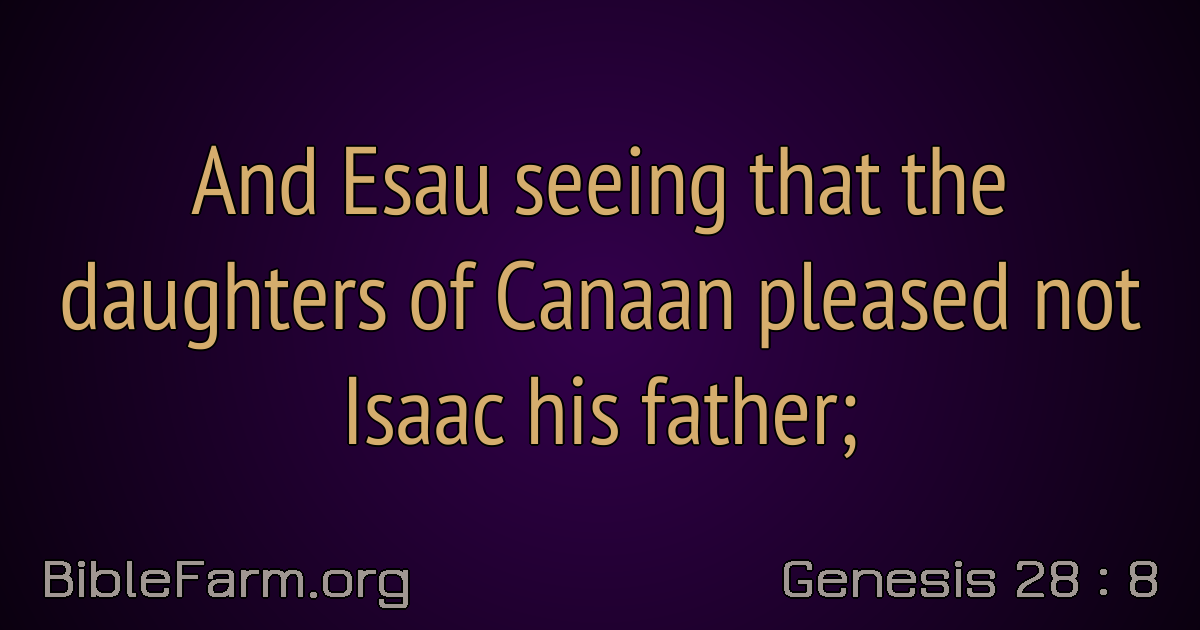 And Esau seeing that the
daughters of Canaan pleased not
Isaac his father;
BibleFarm.org
Genesis 28 : 8